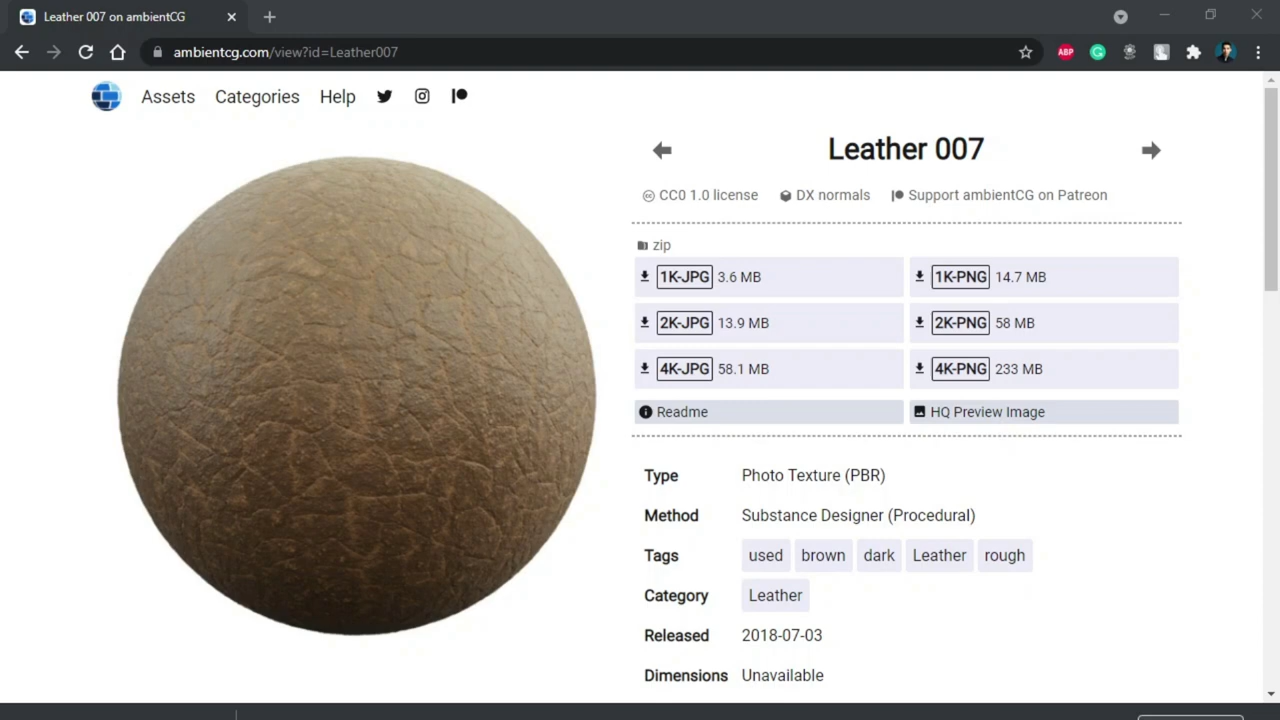 Leather 007 on ambientCG
ambientcg.com/view?id=Leather007
ABP
Assets Categories Help
Leather 007
CC0 1.0 license DX normals Support ambientCG on Patreon
zip
1K-JPG 3.6 MB 1K-PNG 14.7 MB
2K-JPG 13.9 MB 2K-PNG 58 MB
4K-JPG 58.1 MB 4K-PNG 233 MB
Readme HQ Preview Image
Type Photo Texture (PBR)
Method Substance Designer (Procedural)
Tags used brown dark Leather rough
Category Leather
Released 2018-07-03
Dimensions Unavailable